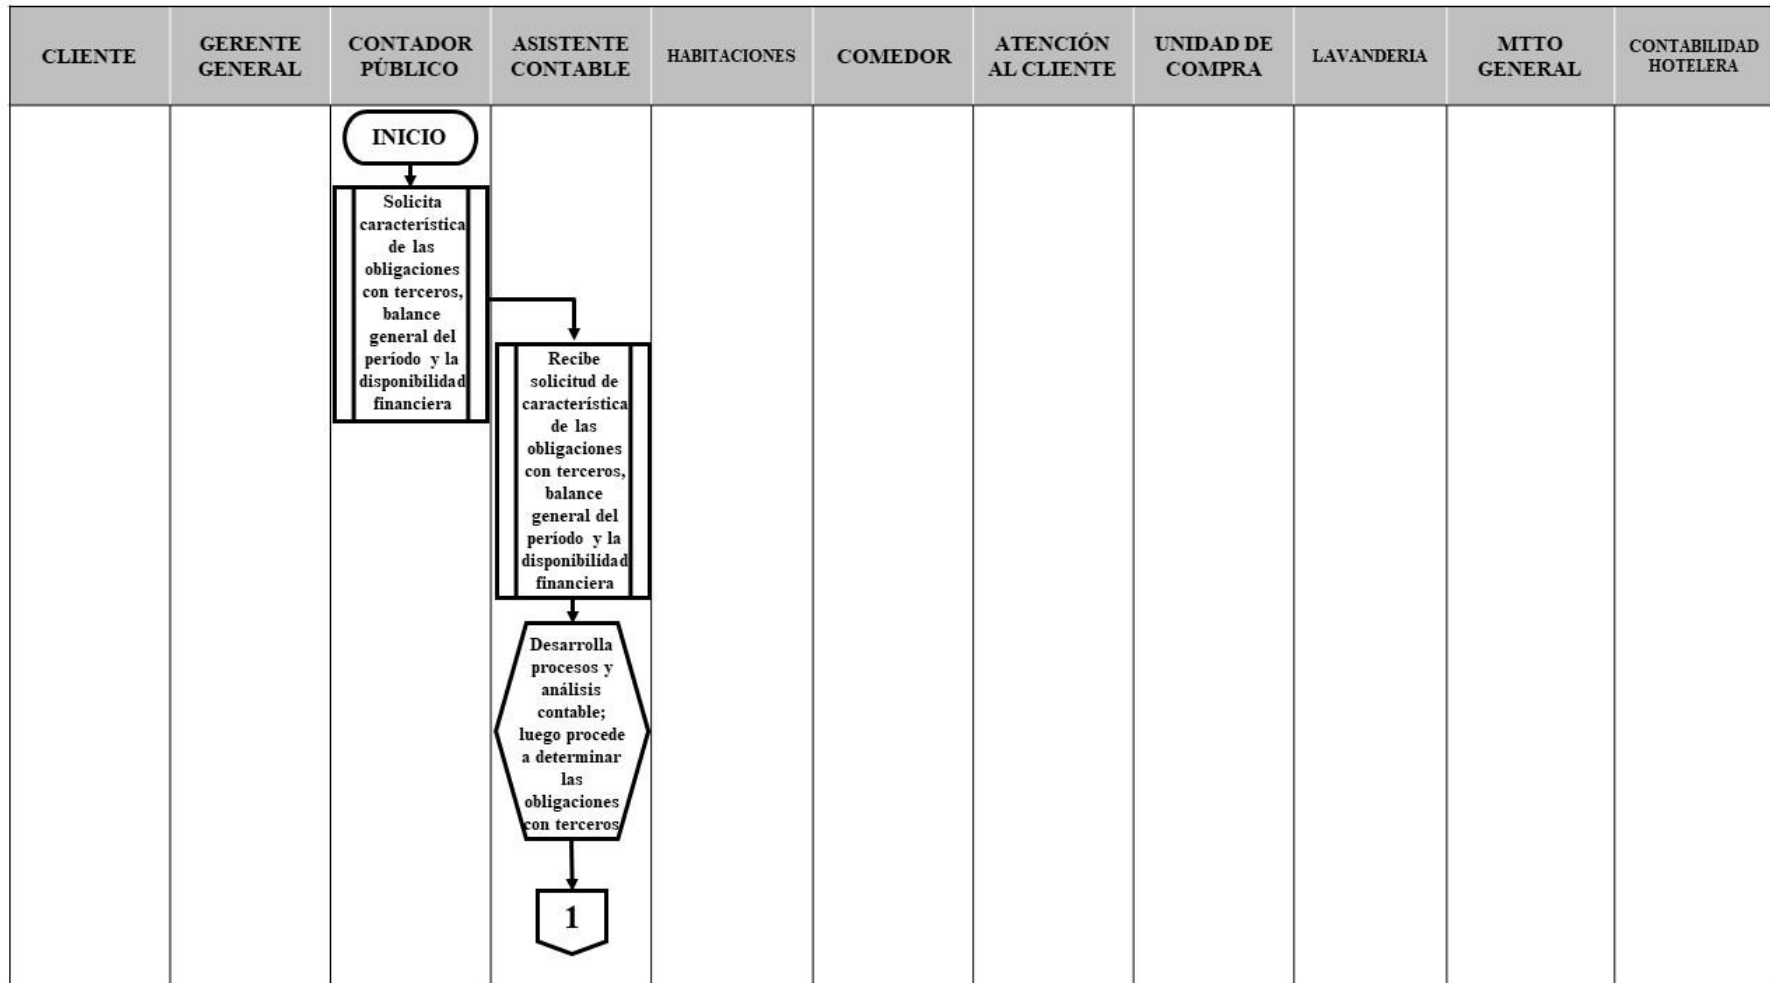 CLIENTE
GERENTE
GENERAL
CONTADOR
PÚBLICO
ASISTENTE
CONTABLE
HABITACIONES
COMEDOR
ATENCIÓN
AL CLIENTE
UNIDAD DE
COMPRA
LAVANDERIA
MTTO
GENERAL
CONTABILIDAD
HOTELERA
INICIO
Solicita
característica
de las
obligaciones
con terceros,
balance
general del
período y la
disponibilidad
financiera
Recibe
solicitud de
característica
de las
obligaciones
con terceros,
balance
general del
período y la
disponibilidad
financiera
Desarrolla
procesos y
análisis
contable;
luego procede
a determinar
las
obligaciones
con terceros
1